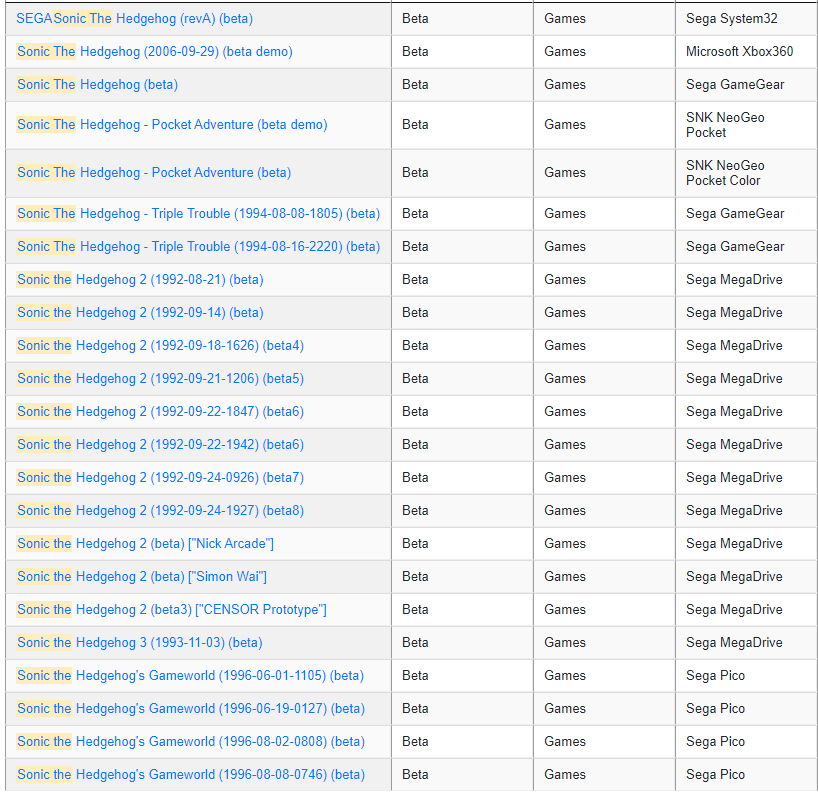 SEGASonic The Hedgehog (revA) (beta) Beta Games Sega System32
Sonic The Hedgehog (2006-09-29) (beta demo) Beta Games Microsoft Xbox360
Sonic The Hedgehog (beta) Beta Games Sega GameGear
Sonic The Hedgehog - Pocket Adventure (beta demo) Beta Games SNK NeoGeo
Pocket
Sonic The Hedgehog - Pocket Adventure (beta) Beta Games SNK NeoGeo
Pocket Color
Sonic The Hedgehog - Triple Trouble (1994-08-08-1805) (beta) Beta Games Sega GameGear
Sonic The Hedgehog - Triple Trouble (1994-08-16-2220) (beta) Beta Games Sega GameGear
Sonic the Hedgehog 2 (1992-08-21) (beta) Beta Games Sega MegaDrive
Sonic the Hedgehog 2 (1992-09-14) (beta) Beta Games Sega MegaDrive
Sonic the Hedgehog 2 (1992-09-18-1626) (beta4) Beta Games Sega MegaDrive
Sonic the Hedgehog 2 (1992-09-21-1206) (beta5) Beta Games Sega MegaDrive
Sonic the Hedgehog 2 (1992-09-22-1847) (beta6) Beta Games Sega MegaDrive
Sonic the Hedgehog 2 (1992-09-22-1942) (beta6) Beta Games Sega MegaDrive
Sonic the Hedgehog 2 (1992-09-24-0926) (beta7) Beta Games Sega MegaDrive
Sonic the Hedgehog 2 (1992-09-24-1927) (beta8) Beta Games Sega MegaDrive
Sonic the Hedgehog 2 (beta) ["Nick Arcade"] Beta Games Sega MegaDrive
Sonic the Hedgehog 2 (beta) ["Simon Wai"] Beta Games Sega MegaDrive
Sonic the Hedgehog 2 (beta3) ["CENSOR Prototype"] Beta Games Sega MegaDrive
Sonic the Hedgehog 3 (1993-11-03) (beta) Beta Games Sega MegaDrive
Sonic the Hedgehog's Gameworld (1996-06-01-1105) (beta) Beta Games Sega Pico
Sonic the Hedgehog's Gameworld (1996-06-19-0127) (beta) Beta Games Sega Pico
Sonic the Hedgehog's Gameworld (1996-08-02-0808) (beta) Beta Games Sega Pico
Sonic the Hedgehog's Gameworld (1996-08-08-0746) (beta) Beta Games Sega Pico